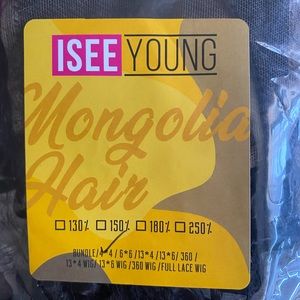 ISEE YOUNG
Mongolia
Hair
☐ 130% ☐ 150% ☐ 180% ☐ 250%
BUNDLE/4*4 / 6*6 /13*4 /13*6/ 360 /
13*4 WIG/ 13*6 WIG /360 WIG /FULL LACE WIG